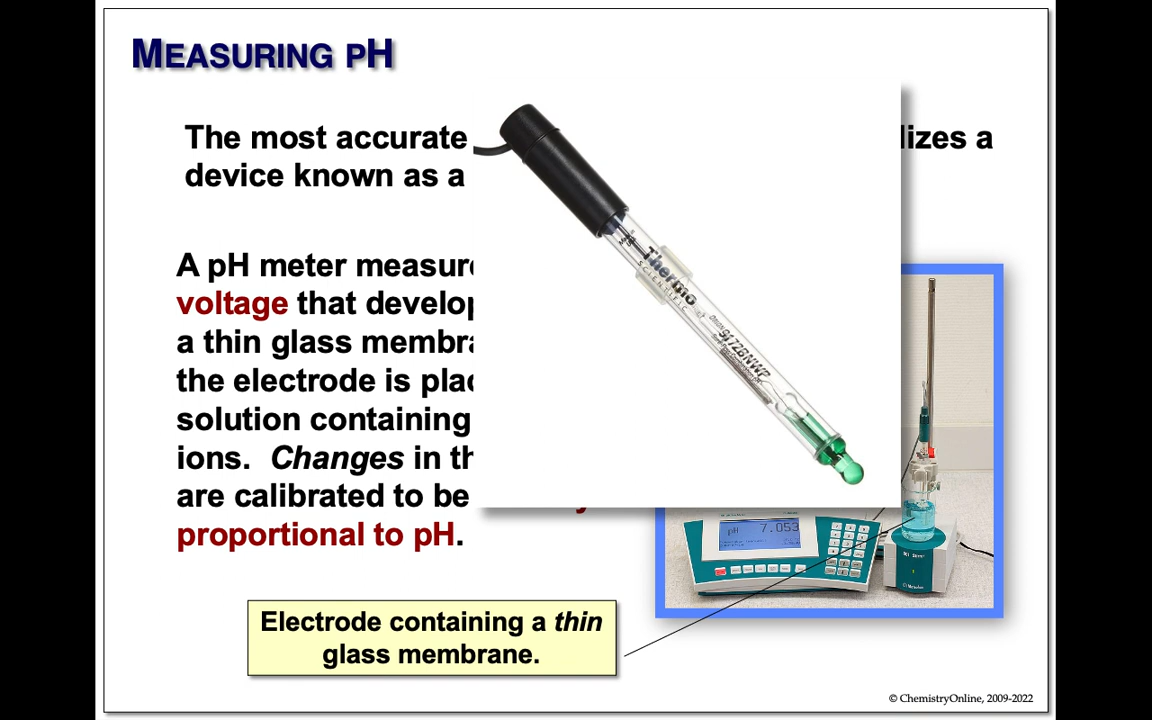 MEASURING PH
The most accurate lizes a
device known as a
A pH meter measure
voltage that develop
a thin glass membra
the electrode is plac
solution containing
ions. Changes in th
are calibrated to be
proportional to pH.
Thermo
SCIENTIFIC
pH 7.053
Electrode containing a thin
glass membrane.
© ChemistryOnline, 2009-2022